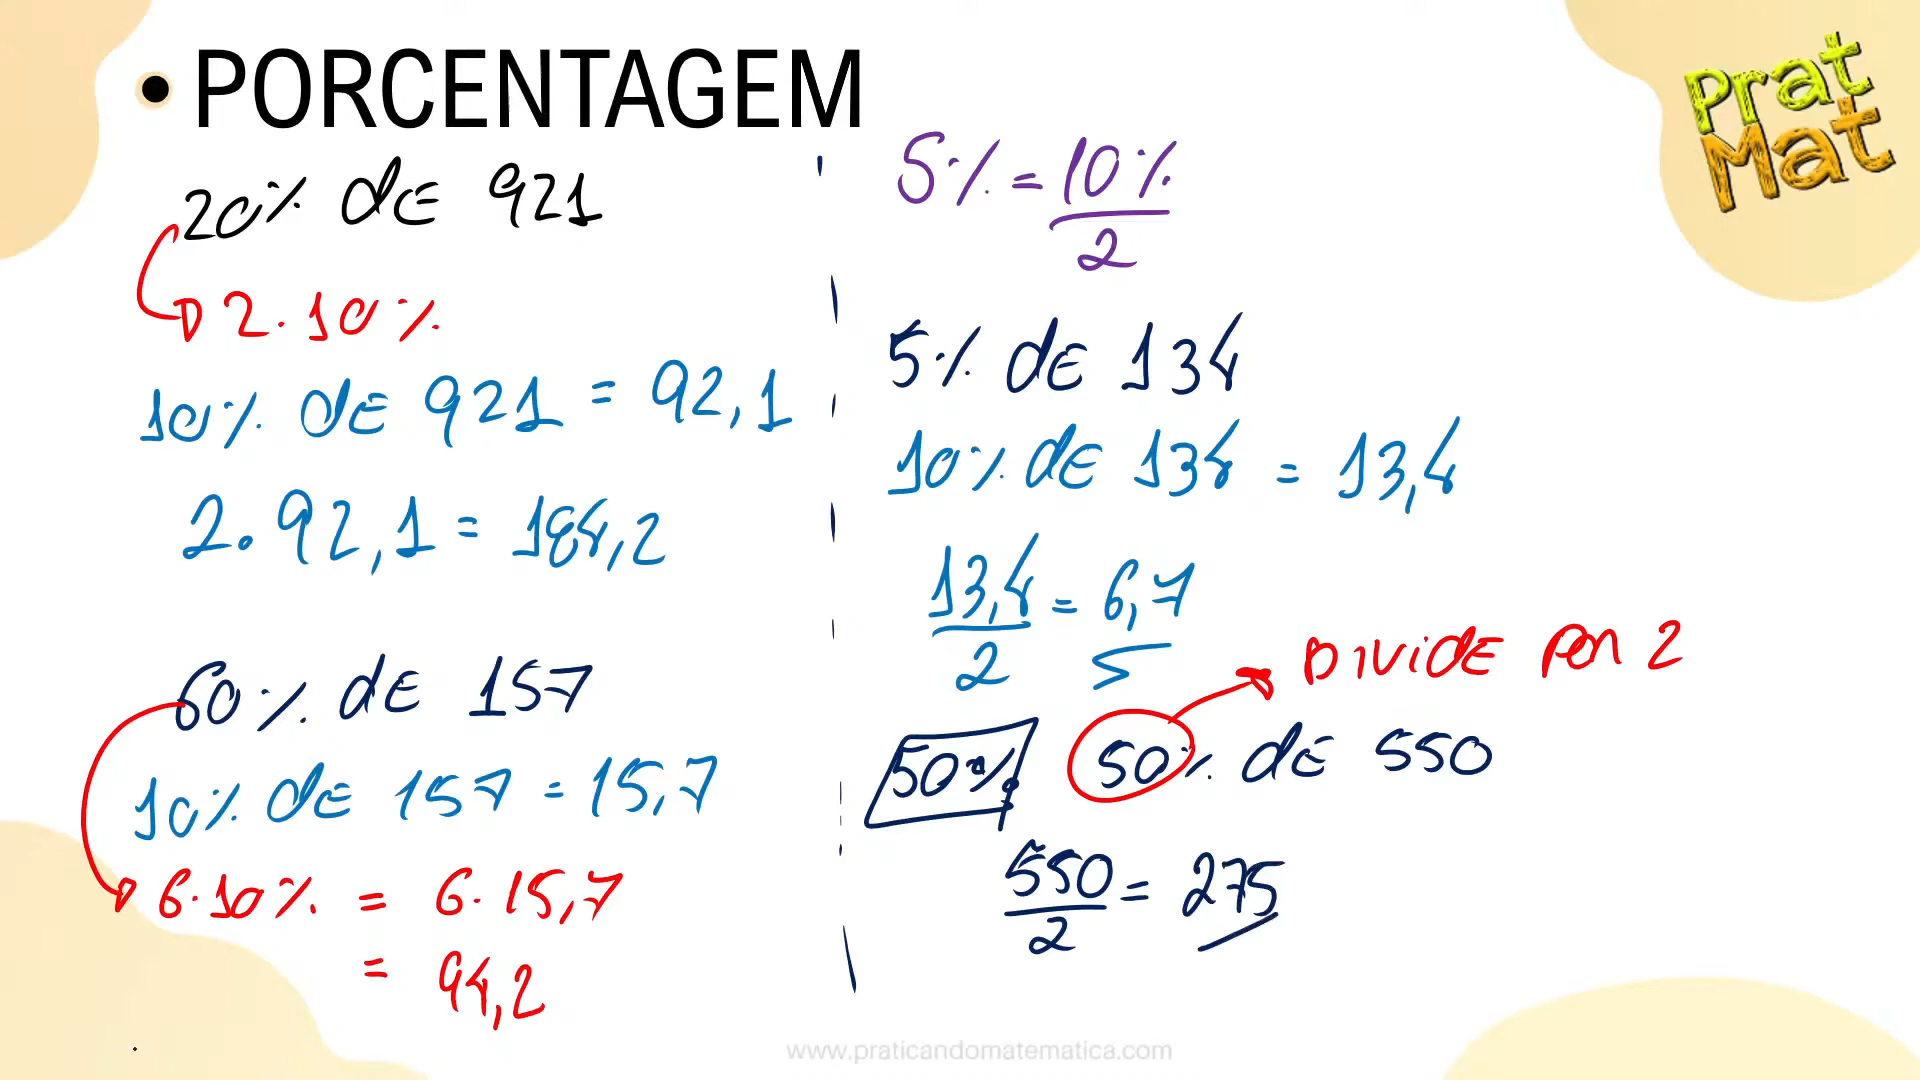 • PORCENTAGEM
Prat
Mat
20% DE 921
2.10%
10% DE 921 = 92,1
2.92,1 = 184,2
60% DE 157
10% DE 157 = 15,7
6.10% = 6.15,7
= 94,2
5% = 10%
2
5% DE 134
10% DE 134 = 13,4
13,4 = 6,7
2
DIVIDE POR 2
50% 50% DE 550
550 = 275
2
www.praticandomatematica.com